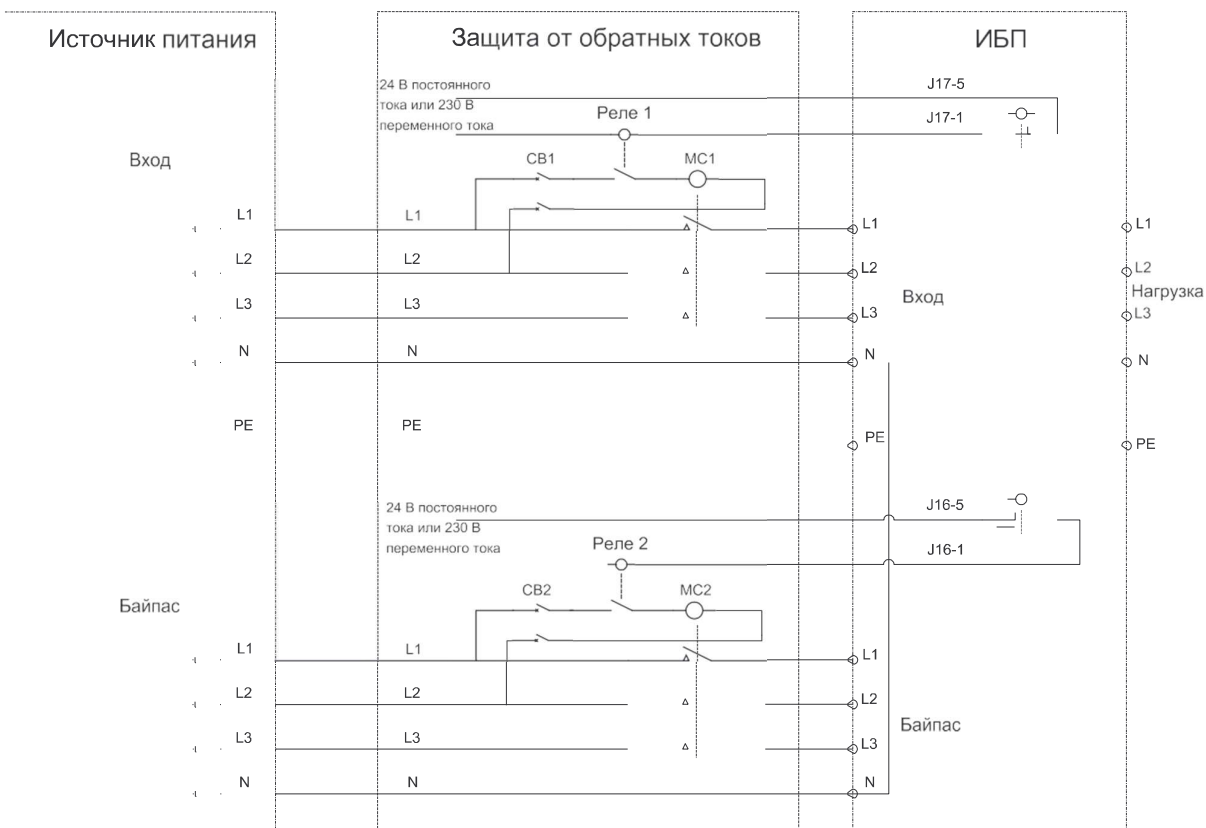 Источник питания
Защита от обратных токов
ИБП
24 В постоянного
тока или 230 В
переменного тока
J17-5
Реле 1
J17-1
Вход
CB1
MC1
L1
L1
L1
L1
L2
L2
L2
L2
Вход
Нагрузка
L3
L3
L3
L3
N
N
N
N
PE
PE
PE
PE
24 В постоянного
тока или 230 В
переменного тока
J16-5
Реле 2
J16-1
CB2
MC2
Байпас
L1
L1
L1
L2
L2
L2
Байпас
L3
L3
L3
N
N
N